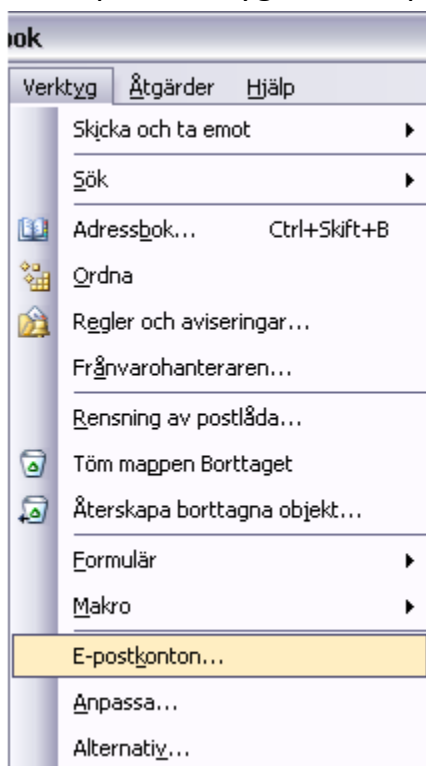 ook
Verktyg Åtgärder Hjälp
Skicka och ta emot
Sök
Adressbok... Ctrl+Skift+B
Ordna
Regler och aviseringar...
Frånvarohanteraren...
Rensning av postlåda...
Töm mappen Borttaget
Återskapa borttagna objekt...
Formulär
Makro
E-postkonton...
Anpassa...
Alternativ...